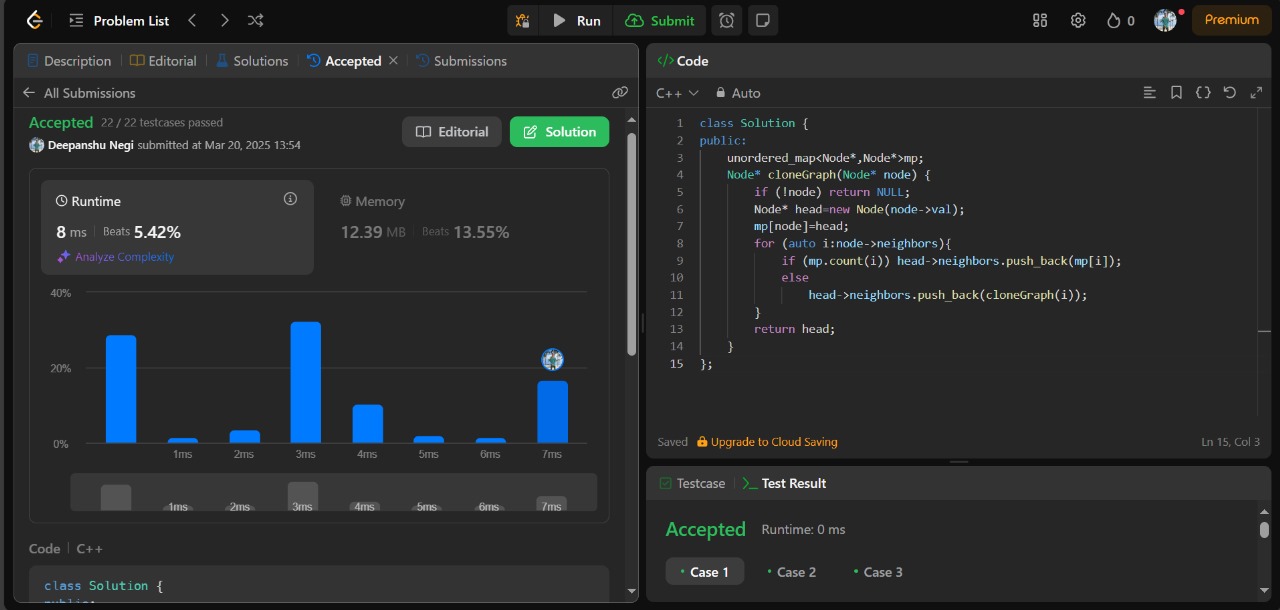 Problem List
Run
Submit
0
Premium
Description
Editorial
Solutions
Accepted
Submissions
All Submissions
Accepted 22 / 22 testcases passed
Deepanshu Negi submitted at Mar 20, 2025 13:54
Editorial
Solution
Runtime
8 ms Beats 5.42%
Analyze Complexity
Memory
12.39 MB Beats 13.55%
40%
20%
0%
1ms 2ms 3ms 4ms 5ms 6ms 7ms
1ms 2ms 3ms 4ms 5ms 6ms 7ms
Code C++
class Solution {
public:
</> Code
C++ Auto
1 class Solution {
2 public:
3 unordered_map<Node*,Node*>mp;
4 Node* cloneGraph(Node* node) {
5 if (!node) return NULL;
6 Node* head=new Node(node->val);
7 mp[node]=head;
8 for (auto i:node->neighbors){
9 if (mp.count(i)) head->neighbors.push_back(mp[i]);
10 else
11 head->neighbors.push_back(cloneGraph(i));
12 }
13 return head;
14 }
15 };
Saved Upgrade to Cloud Saving
Ln 15, Col 3
Testcase
Test Result
Accepted Runtime: 0 ms
Case 1 Case 2 Case 3